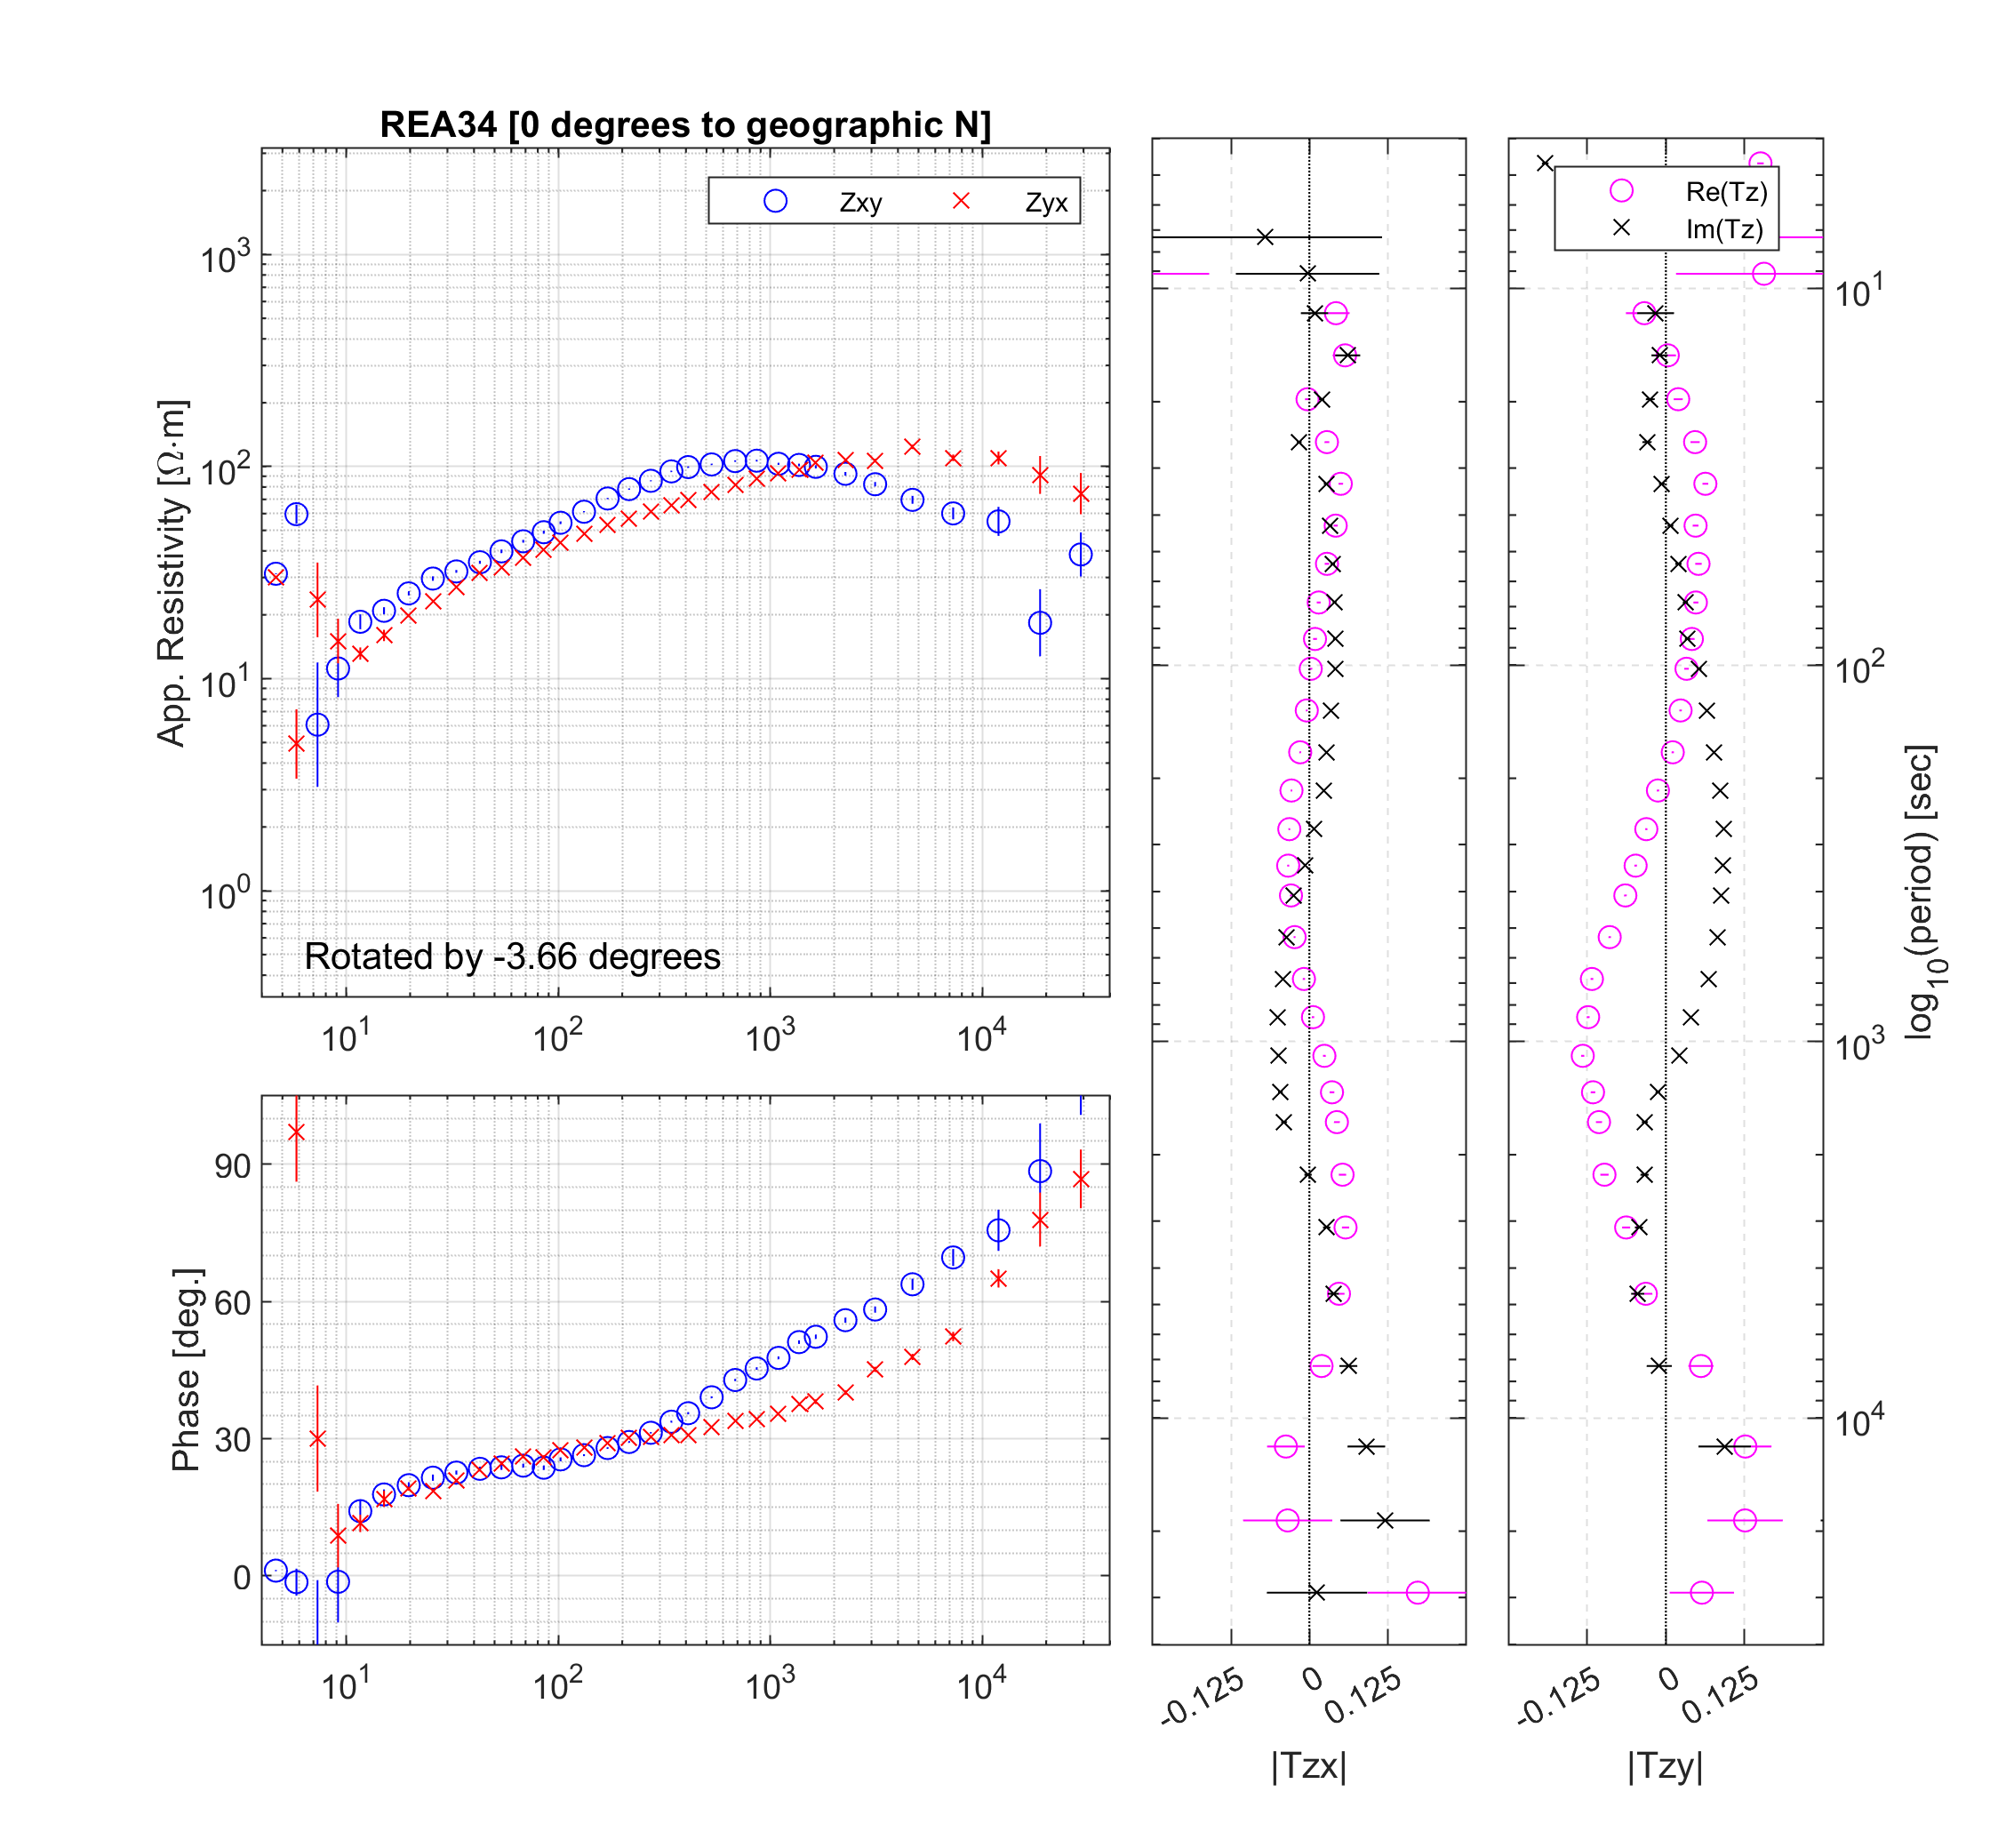 REA34 [0 degrees to geographic N]
Zxy Zyx
App. Resistivity [Ω·m]
10^3
10^2
10^1
10^0
Rotated by -3.66 degrees
10^1 10^2 10^3 10^4
Phase [deg.]
90
60
30
0
10^1 10^2 10^3 10^4
Re(Tz)
Im(Tz)
-0.125 0 0.125
|Tzx|
-0.125 0 0.125
|Tzy|
10^1
10^2
10^3
10^4
log_10(period) [sec]